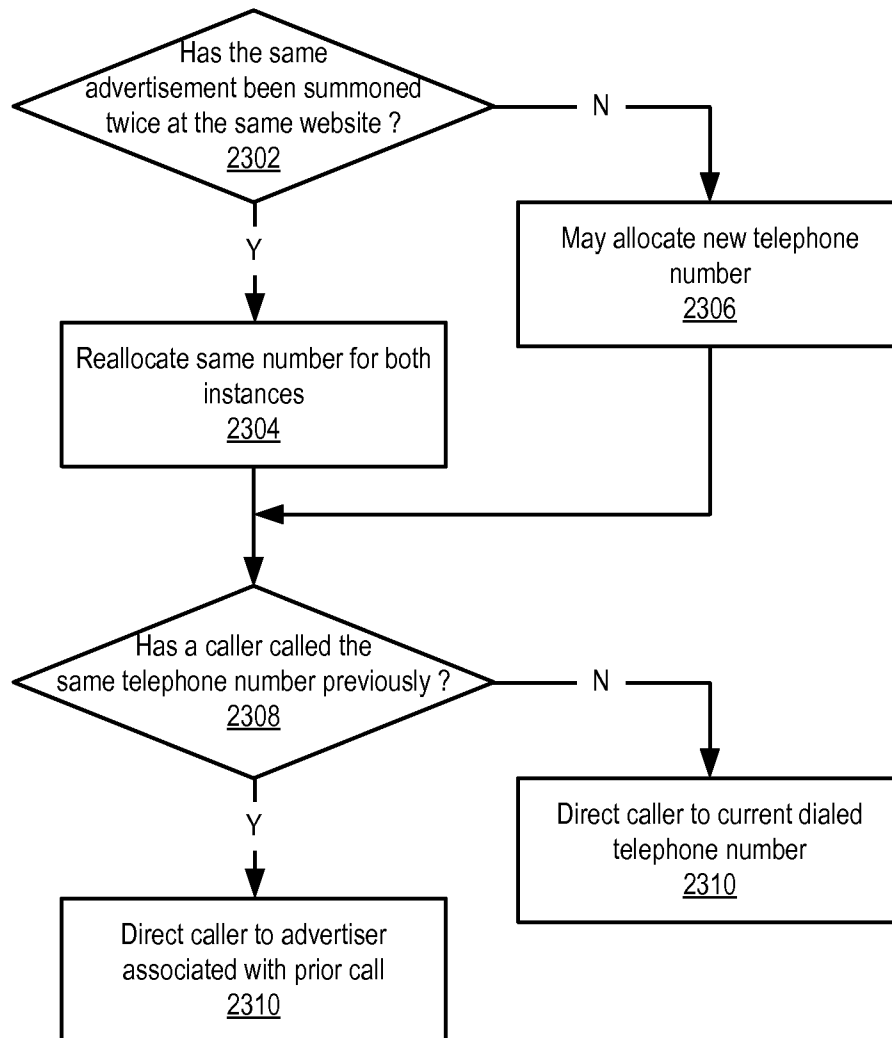 Has the same
advertisement been summoned
twice at the same website ?
2302
N
Y
May allocate new telephone
number
2306
Reallocate same number for both
instances
2304
Has a caller called the
same telephone number previously ?
2308
N
Y
Direct caller to current dialed
telephone number
2310
Direct caller to advertiser
associated with prior call
2310